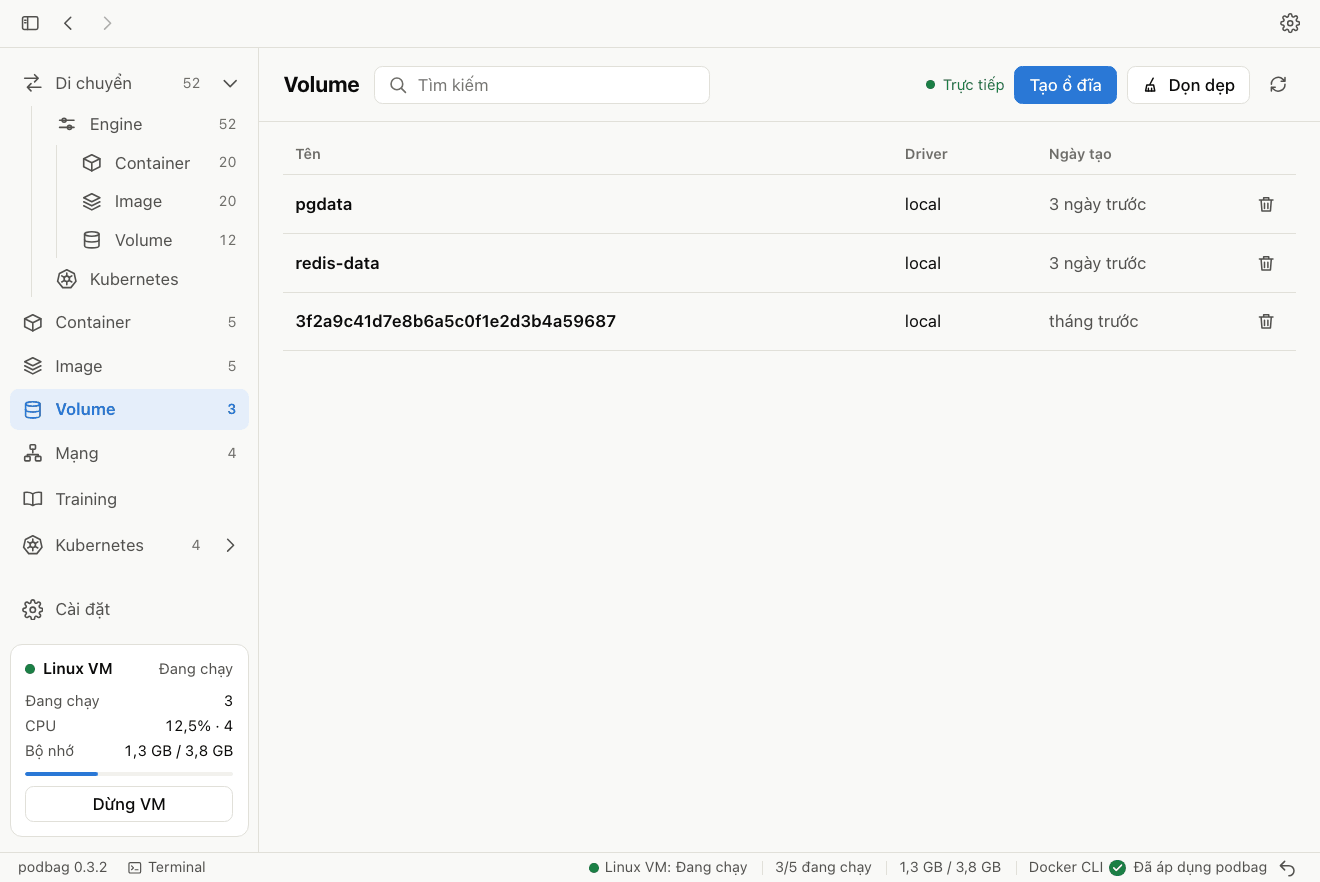 Di chuyển 52
Engine 52
Container 20
Image 20
Volume 12
Kubernetes
Container 5
Image 5
Volume 3
Mạng 4
Training
Kubernetes 4
Cài đặt
Linux VM Đang chạy
Đang chạy 3
CPU 12,5% · 4
Bộ nhớ 1,3 GB / 3,8 GB
Dừng VM
Volume Tìm kiếm Trực tiếp Tạo ổ đĩa Dọn dẹp
Tên Driver Ngày tạo
pgdata local 3 ngày trước
redis-data local 3 ngày trước
3f2a9c41d7e8b6a5c0f1e2d3b4a59687 local tháng trước
podbag 0.3.2 Terminal Linux VM: Đang chạy 3/5 đang chạy 1,3 GB / 3,8 GB Docker CLI Đã áp dụng podbag